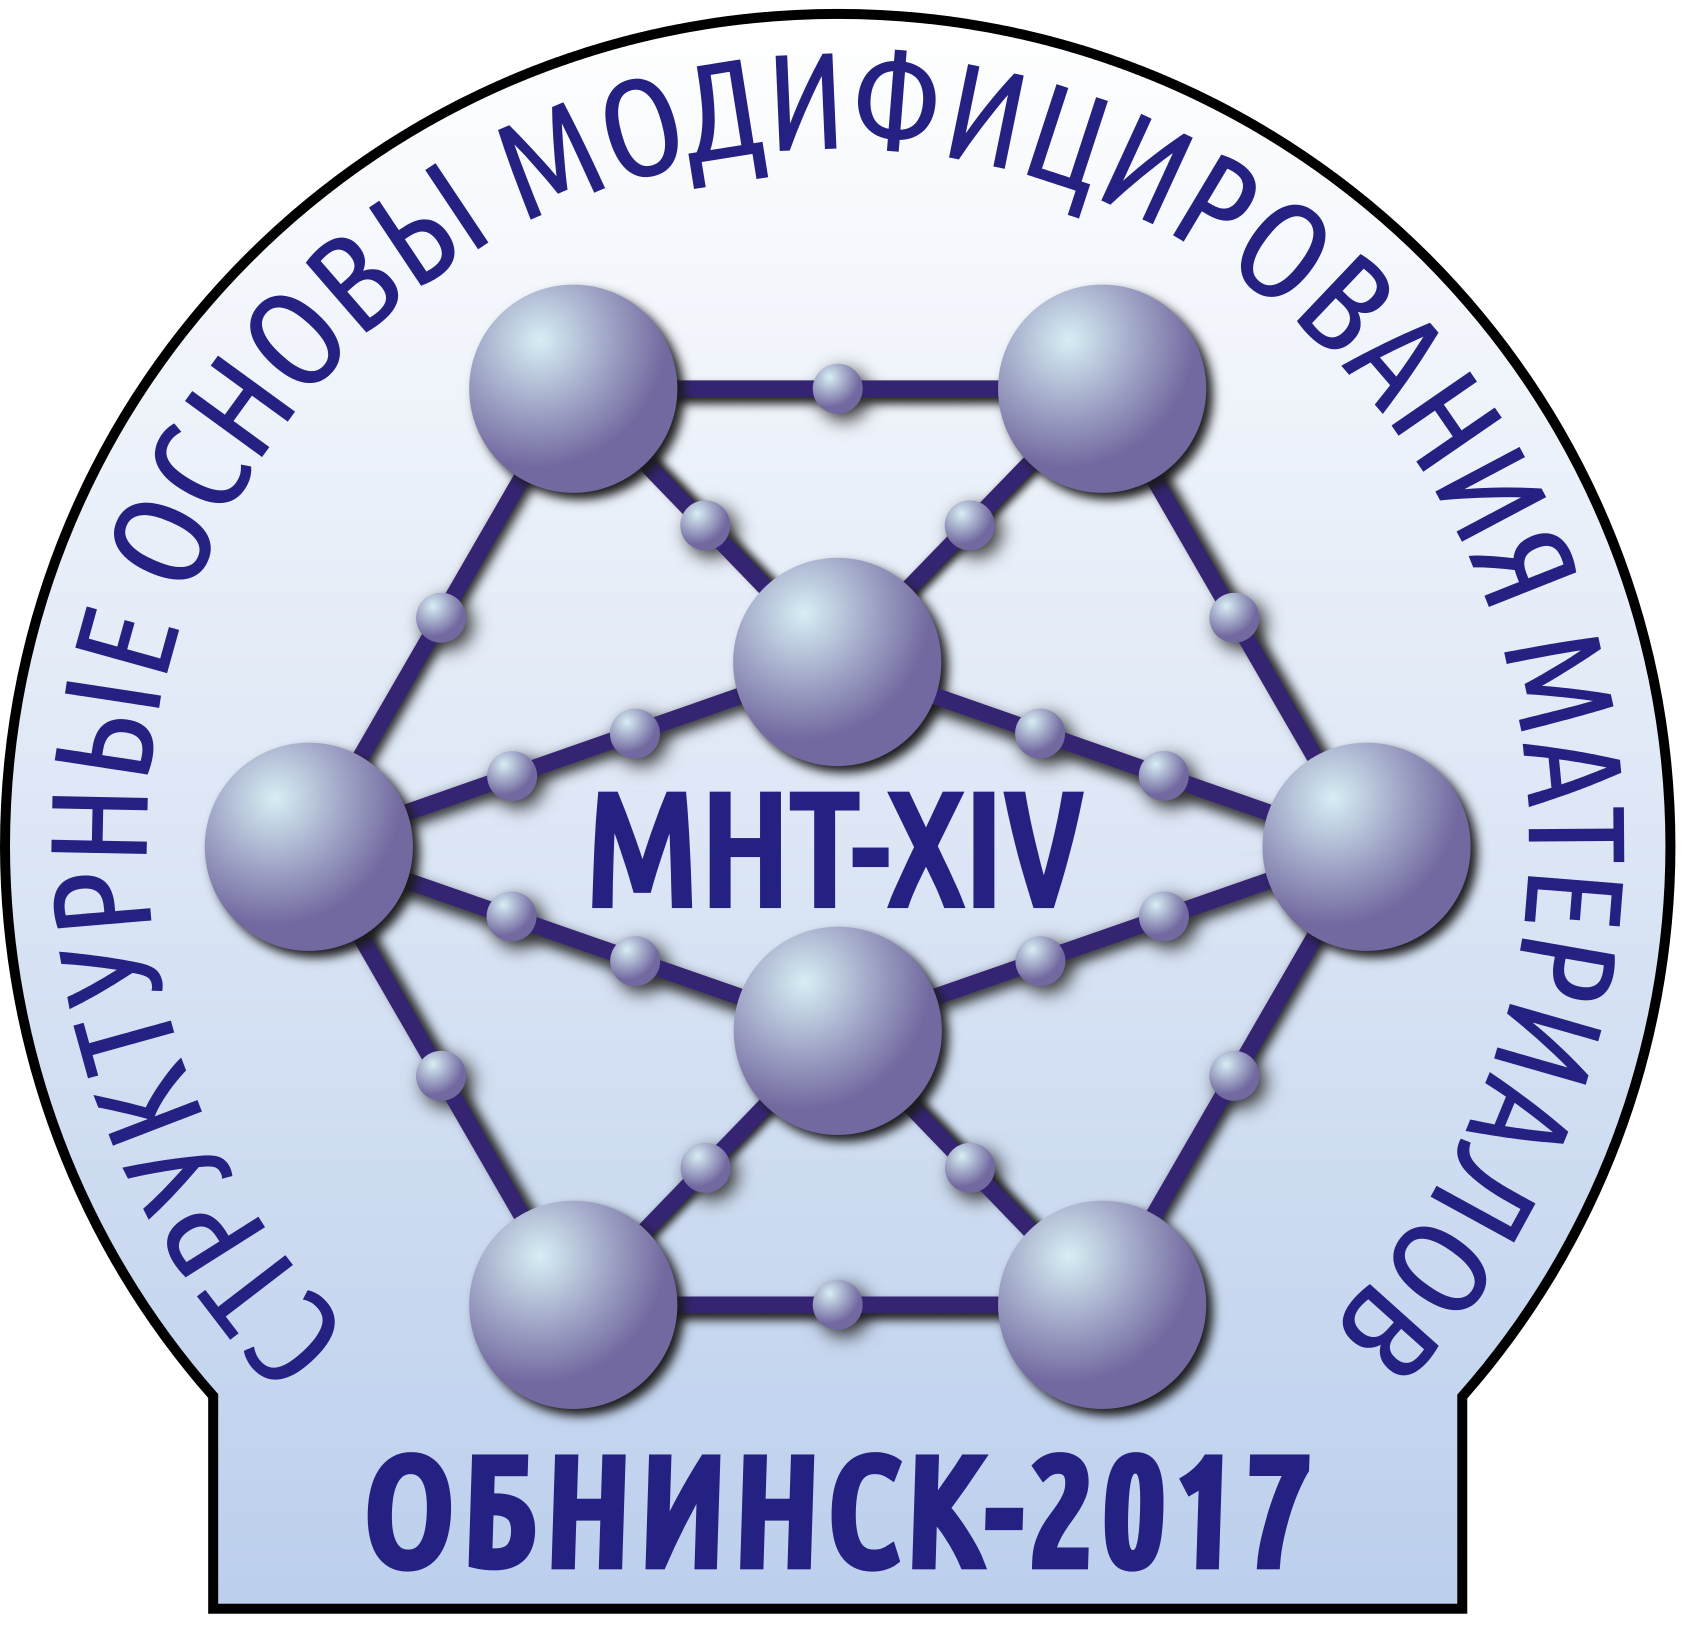 СТРУКТУРНЫЕ ОСНОВЫ МОДИФИЦИРОВАНИЯ МАТЕРИАЛОВ
МНТ-XIV
ОБНИНСК-2017